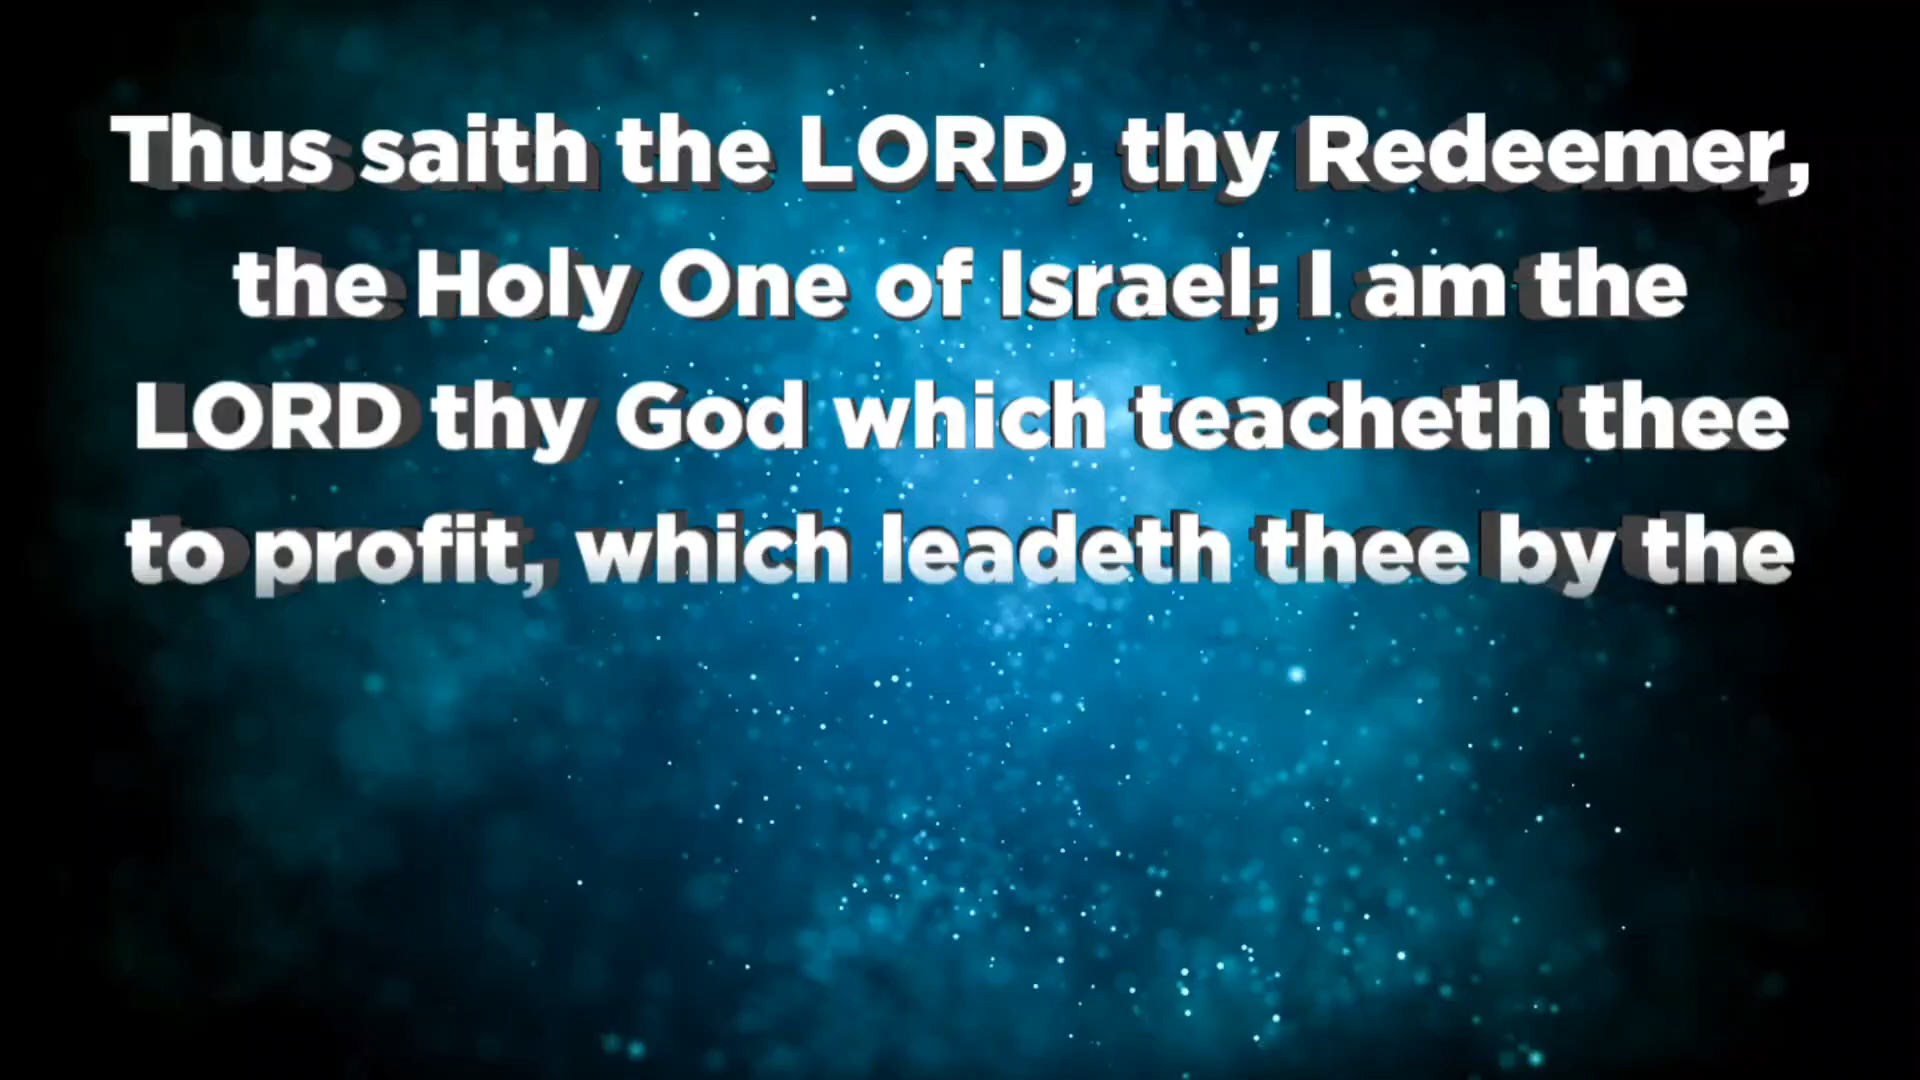 Thus saith the LORD, thy Redeemer,
the Holy One of Israel; I am the
LORD thy God which teacheth thee
to profit, which leadeth thee by the